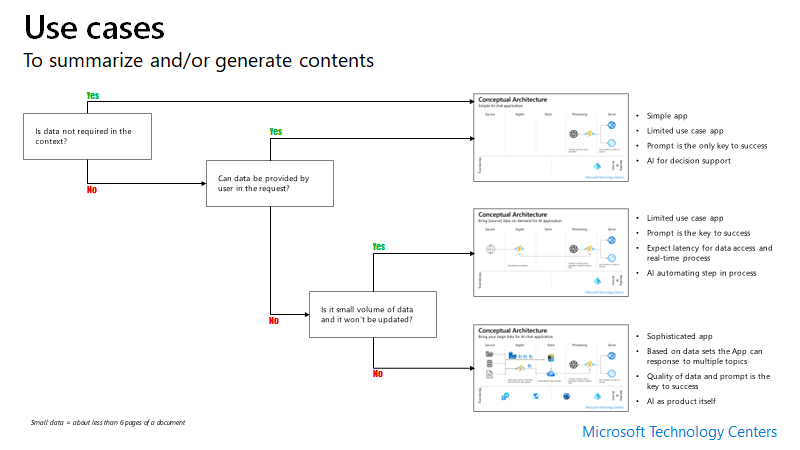 Use cases
To summarize and/or generate contents
Yes
Is data not required in the
context?
No
Yes
Can data be provided by
user in the request?
No
Yes
Is it small volume of data
and it won't be updated?
No
Conceptual Architecture
Simple AI chat application
Source Agent Store Processing Serve
Microsoft Technology Centers
• Simple app
• Limited use case app
• Prompt is the only key to success
• AI for decision support
Conceptual Architecture
Bring (source) data on-demand for AI application
Source Agent Store Processing Serve
Microsoft Technology Centers
• Limited use case app
• Prompt is the key to success
• Expect latency for data access and
real-time process
• AI automating step in process
Conceptual Architecture
Bring your large data for AI chat application
Source Agent Store Processing Serve
• Sophisticated app
• Based on data sets the App can
response to multiple topics
• Quality of data and prompt is the
key to success
• AI as product itself
Small data = about less than 6 pages of a document
Microsoft Technology Centers